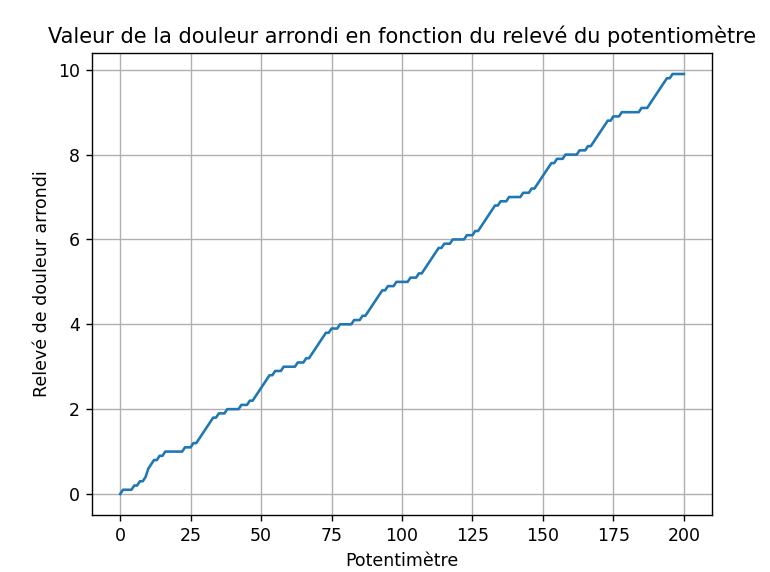 Valeur de la douleur arrondi en fonction du relevé du potentiomètre
10
8
6
4
2
0
Relevé de douleur arrondi
0 25 50 75 100 125 150 175 200
Potentimètre